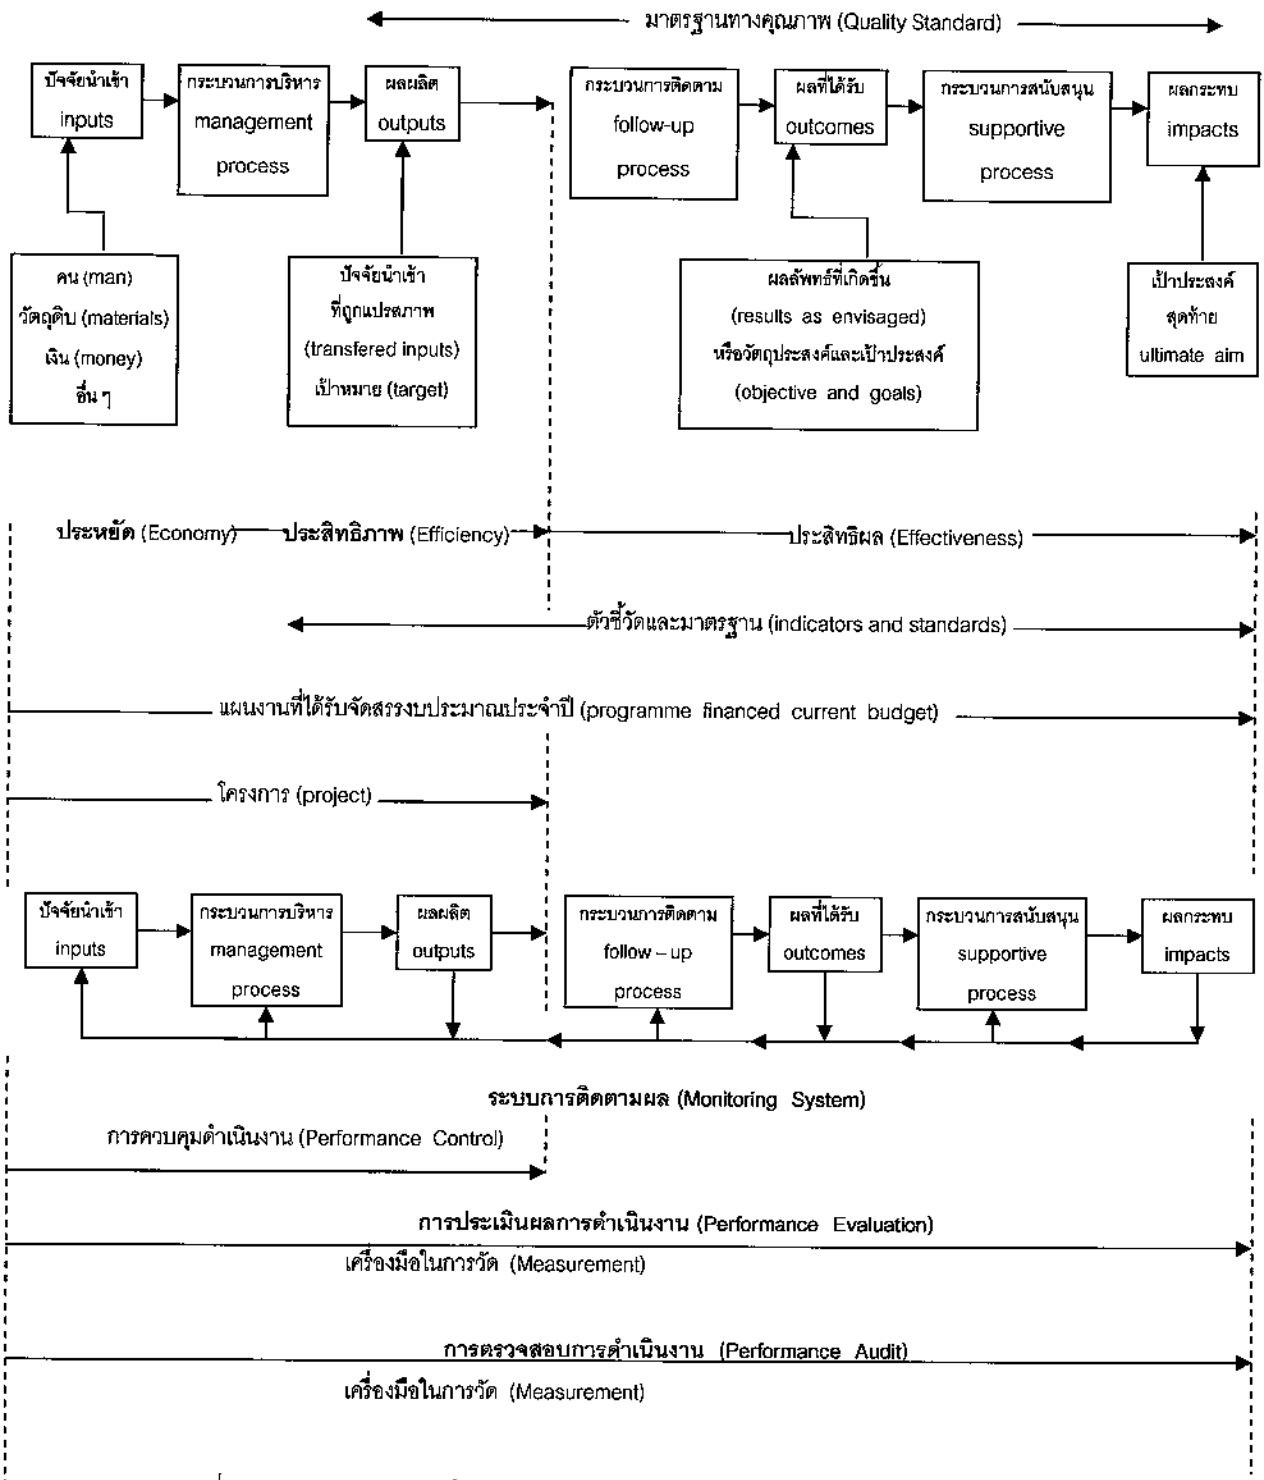 มาตรฐานทางคุณภาพ (Quality Standard)
ปัจจัยนำเข้า
inputs
กระบวนการบริหาร
management
process
ผลผลิต
outputs
กระบวนการติดตาม
follow-up
process
ผลที่ได้รับ
outcomes
กระบวนการสนับสนุน
supportive
process
ผลกระทบ
impacts
คน (man)
วัตถุดิบ (materials)
เงิน (money)
อื่น ๆ
ปัจจัยนำเข้า
ที่ถูกแปรสภาพ
(transfered inputs)
เป้าหมาย (target)
ผลลัพท์ที่เกิดขึ้น
(results as envisaged)
หรือวัตถุประสงค์และเป้าประสงค์
(objective and goals)
เป้าประสงค์
สุดท้าย
ultimate aim
ประหยัด (Economy) ประสิทธิภาพ (Efficiency) ประสิทธิผล (Effectiveness)
ตัวชี้วัดและมาตรฐาน (indicators and standards)
แผนงานที่ได้รับจัดสรรงบประมาณประจำปี (programme financed current budget)
โครงการ (project)
ปัจจัยนำเข้า
inputs
กระบวนการบริหาร
management
process
ผลผลิต
outputs
กระบวนการติดตาม
follow – up
process
ผลที่ได้รับ
outcomes
กระบวนการสนับสนุน
supportive
process
ผลกระทบ
impacts
ระบบการติดตามผล (Monitoring System)
การควบคุมดำเนินงาน (Performance Control)
การประเมินผลการดำเนินงาน (Performance Evaluation)
เครื่องมือในการวัด (Measurement)
การตรวจสอบการดำเนินงาน (Performance Audit)
เครื่องมือในการวัด (Measurement)